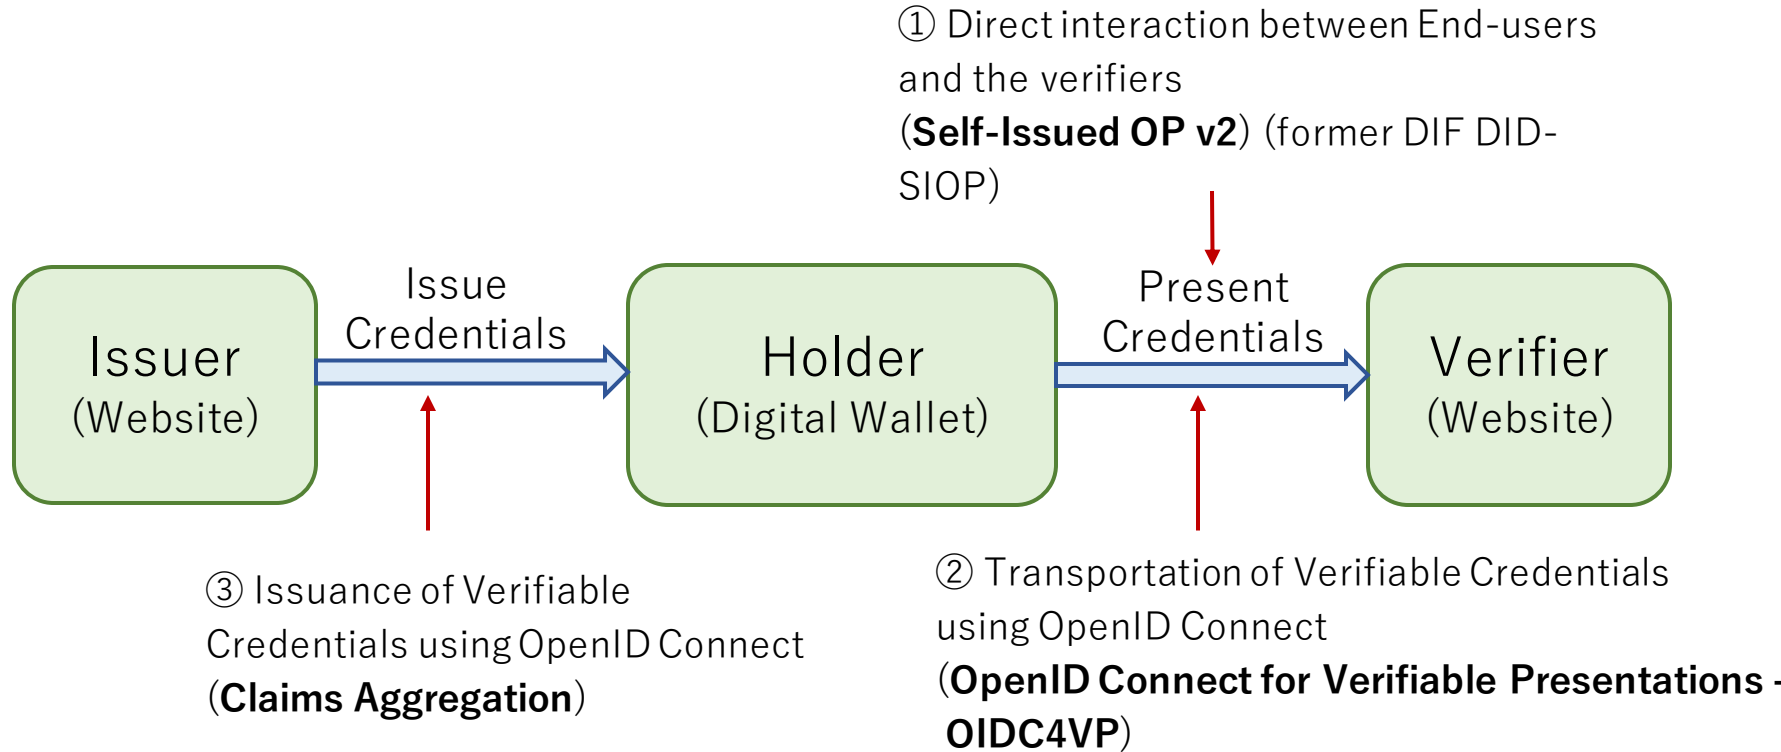 ① Direct interaction between End-users
and the verifiers
(Self-Issued OP v2) (former DIF DID-
SIOP)
Issue
Credentials
Present
Credentials
Issuer
(Website)
Holder
(Digital Wallet)
Verifier
(Website)
③ Issuance of Verifiable
Credentials using OpenID Connect
(Claims Aggregation)
② Transportation of Verifiable Credentials
using OpenID Connect
(OpenID Connect for Verifiable Presentations -
OIDC4VP)